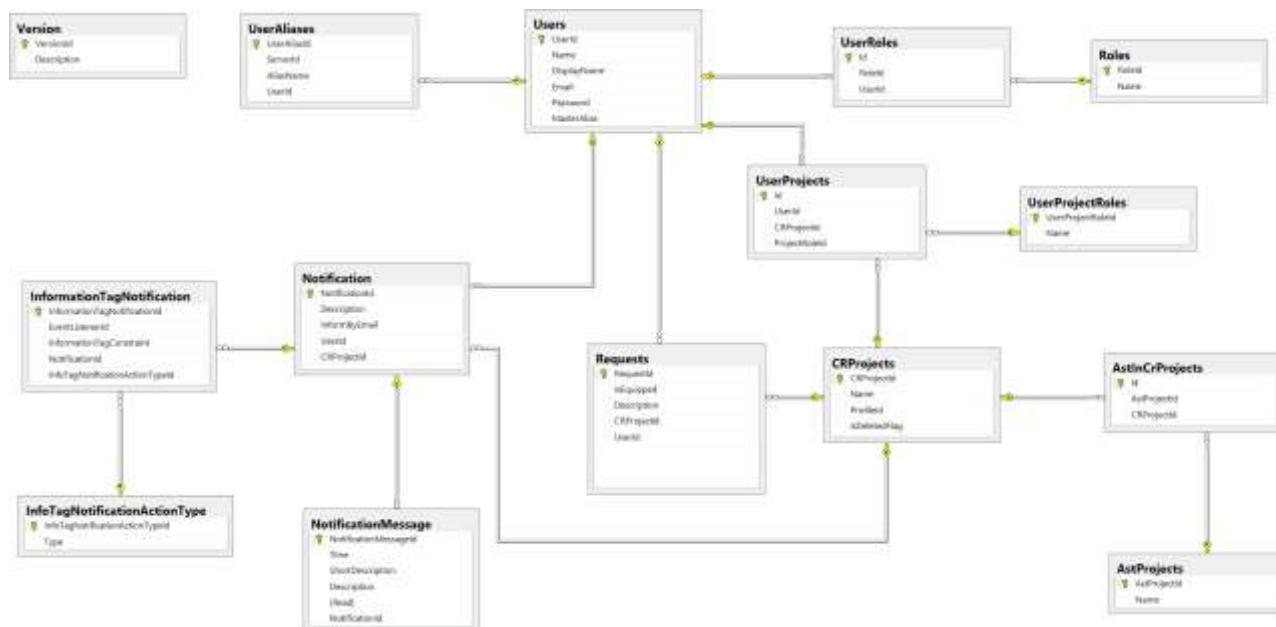 Version
VersionId
Description
UserAliases
UserAliasId
ServerId
AliasName
UserId
Users
UserId
Name
DisplayName
Email
Password
MasterAlias
UserRoles
Id
RoleId
UserId
Roles
RoleId
Name
UserProjects
Id
UserId
CRProjectId
ProjectRoleId
UserProjectRoles
UserProjectRoleId
Name
InformationTagNotification
InformationTagNotificationId
EventListenerId
InformationTagConstraint
NotificationId
InfoTagNotificationActionTypeId
Notification
NotificationId
Description
InformByEmail
UserId
CRProjectId
Requests
RequestId
IsEquipped
Description
CRProjectId
UserId
CRProjects
CRProjectId
Name
ProfileId
IsDeletedFlag
AstInCrProjects
Id
AstProjectId
CRProjectId
InfoTagNotificationActionType
InfoTagNotificationActionTypeId
Type
NotificationMessage
NotificationMessageId
Time
ShortDescription
Description
[Read]
NotificationId
AstProjects
AstProjectId
Name